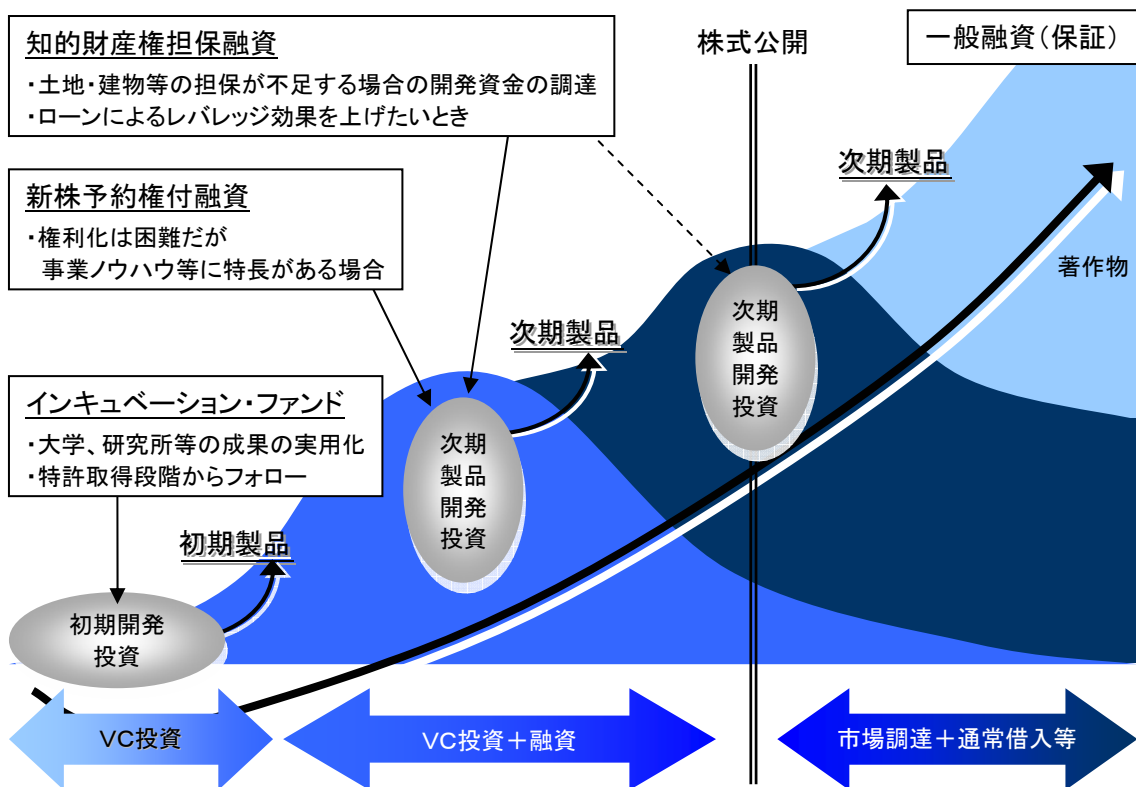 知的財産権担保融資
・土地・建物等の担保が不足する場合の開発資金の調達
・ローンによるレバレッジ効果を上げたいとき
株式公開
一般融資(保証)
次期製品
新株予約権付融資
・権利化は困難だが
事業ノウハウ等に特長がある場合
著作物
次期
製品
開発
投資
次期製品
インキュベーション・ファンド
・大学、研究所等の成果の実用化
・特許取得段階からフォロー
次期
製品
開発
投資
初期製品
初期開発
投資
VC投資
VC投資+融資
市場調達+通常借入等